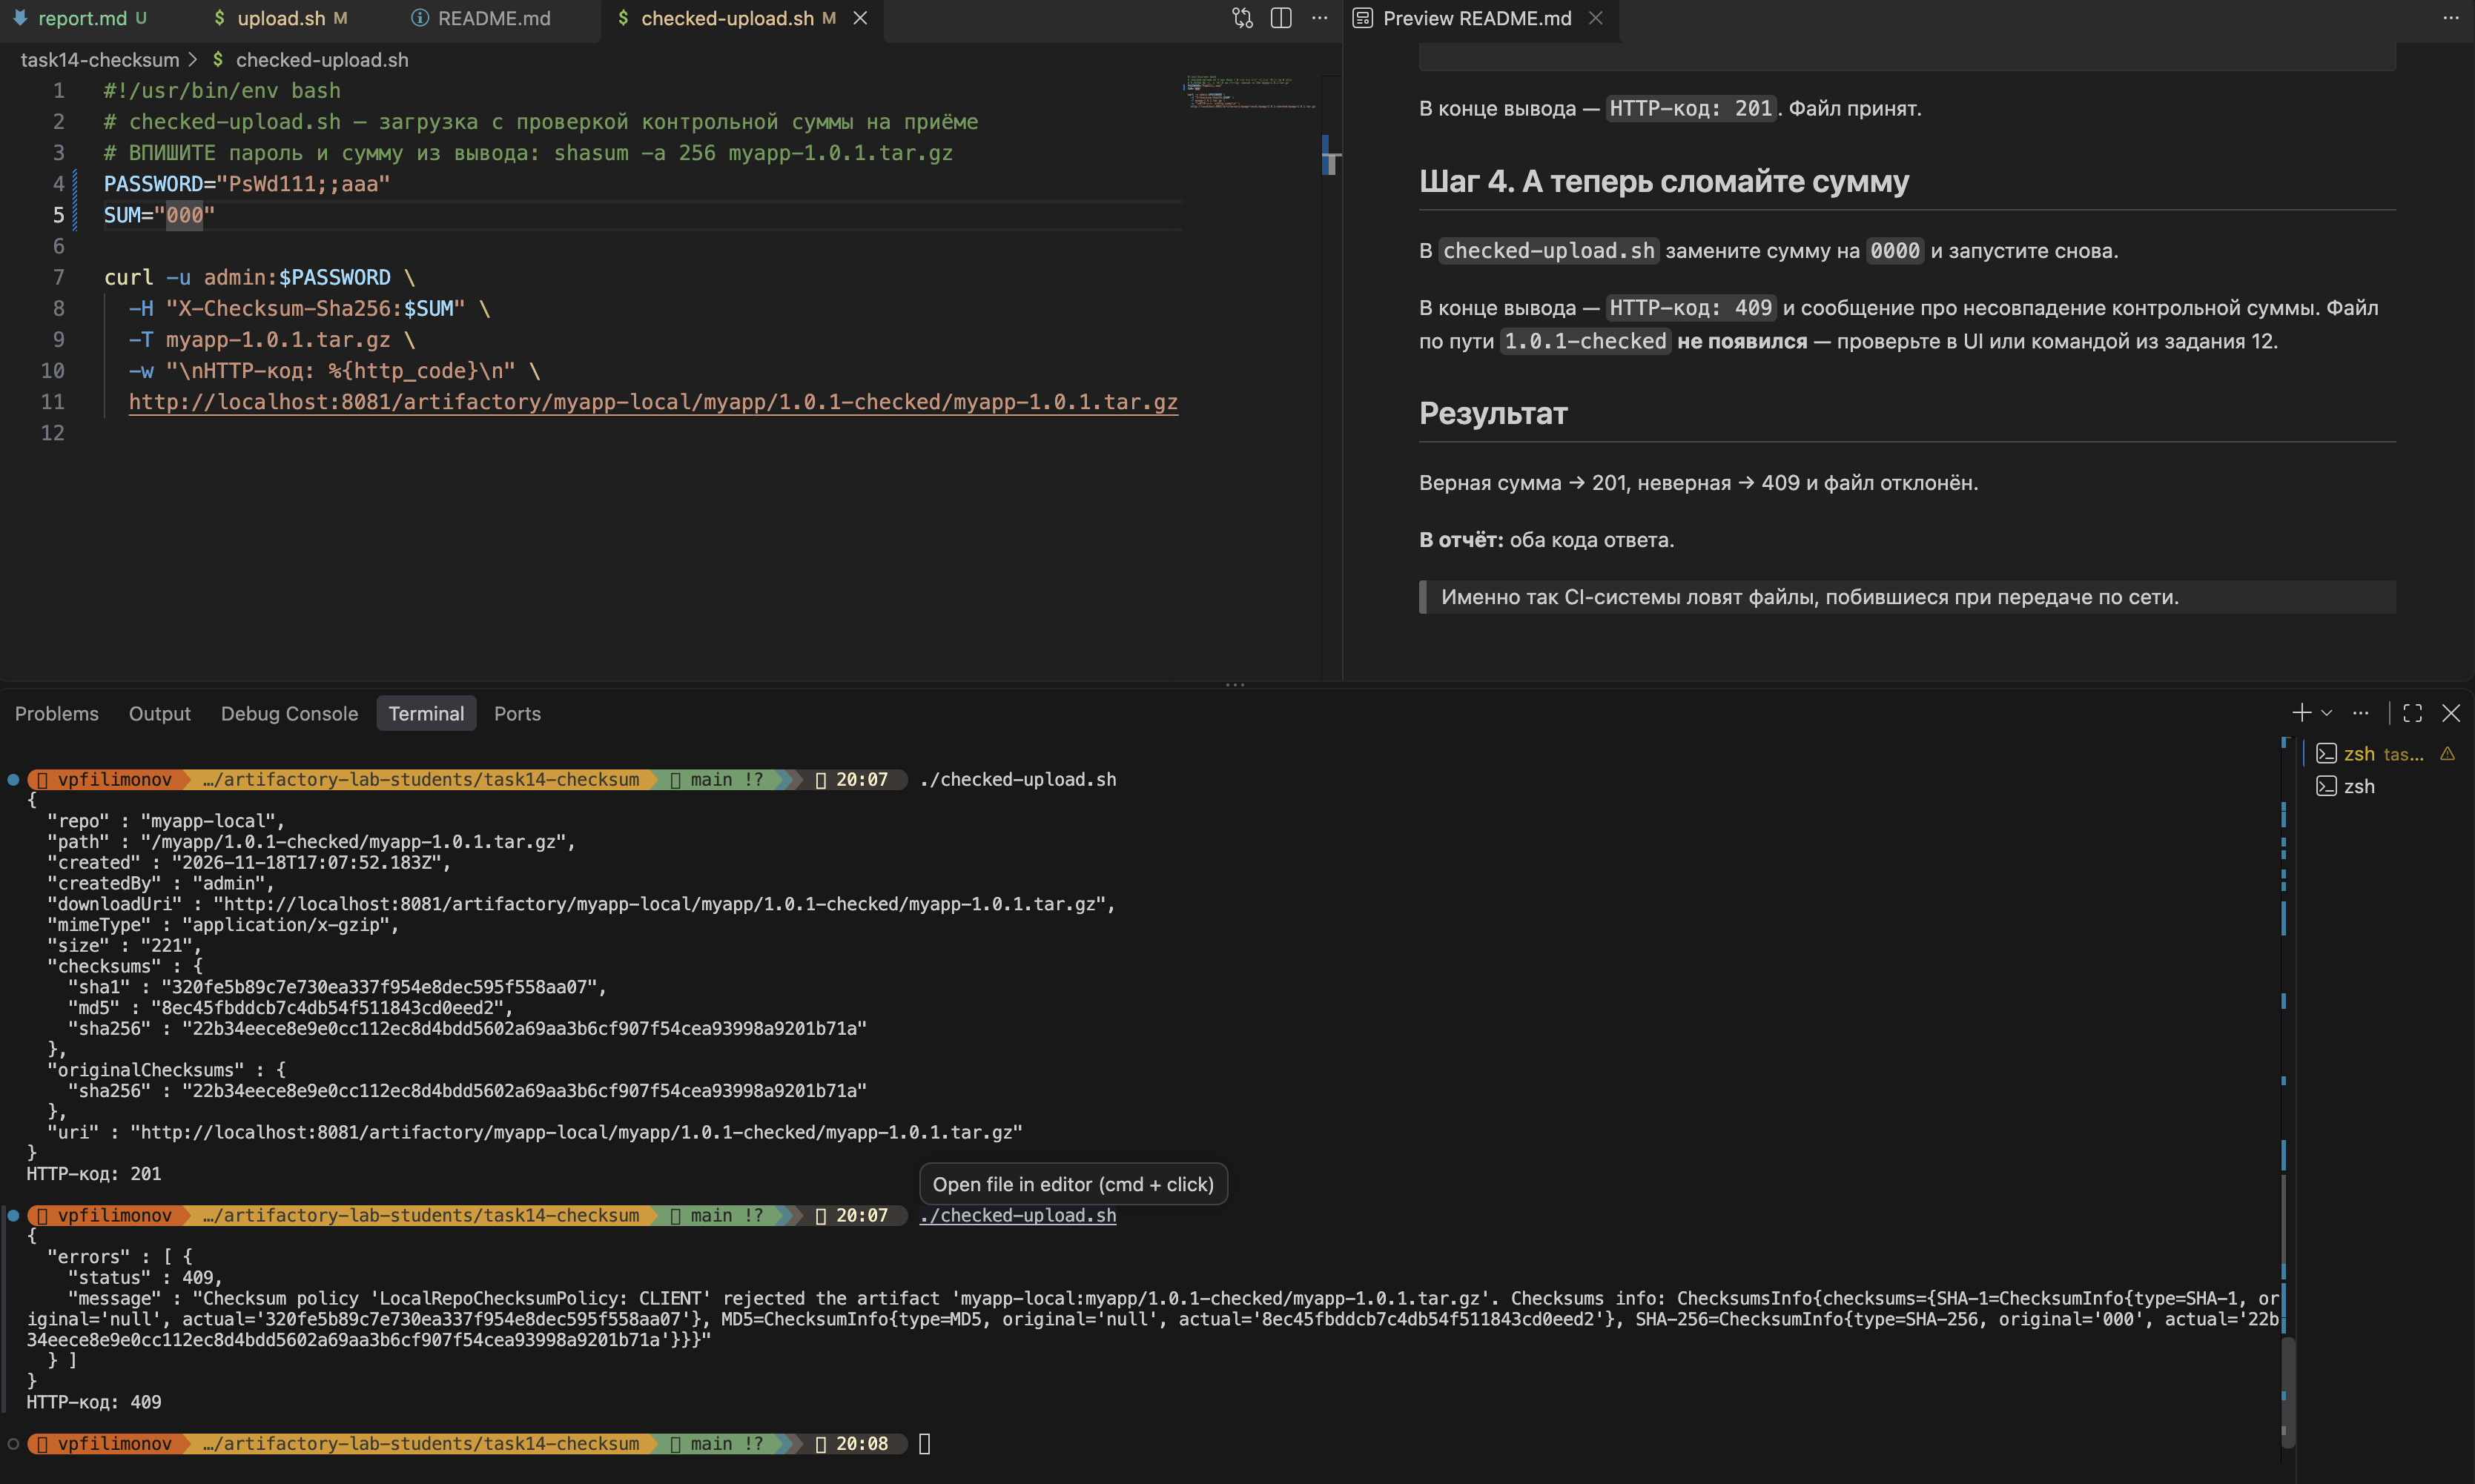 report.md U
$ upload.sh M
README.md
$ checked-upload.sh M
Preview README.md
task14-checksum > $ checked-upload.sh
1 #!/usr/bin/env bash
2 # checked-upload.sh — загрузка с проверкой контрольной суммы на приёме
3 # ВПИШИТЕ пароль и сумму из вывода: shasum -a 256 myapp-1.0.1.tar.gz
4 PASSWORD="PsWd111;;aaa"
5 SUM="000"
6
7 curl -u admin:$PASSWORD \
8 -H "X-Checksum-Sha256:$SUM" \
9 -T myapp-1.0.1.tar.gz \
10 -w "\nHTTP-код: %{http_code}\n" \
11 http://localhost:8081/artifactory/myapp-local/myapp/1.0.1-checked/myapp-1.0.1.tar.gz
12
В конце вывода — HTTP-код: 201. Файл принят.
Шаг 4. А теперь сломайте сумму
В checked-upload.sh замените сумму на 0000 и запустите снова.
В конце вывода — HTTP-код: 409 и сообщение про несовпадение контрольной суммы. Файл
по пути 1.0.1-checked не появился — проверьте в UI или командой из задания 12.
Результат
Верная сумма → 201, неверная → 409 и файл отклонён.
В отчёт: оба кода ответа.
Именно так CI-системы ловят файлы, побившиеся при передаче по сети.
Problems Output Debug Console Terminal Ports
zsh tas...
zsh
vpfilimonov …/artifactory-lab-students/task14-checksum main !? 20:07 ./checked-upload.sh
{
"repo" : "myapp-local",
"path" : "/myapp/1.0.1-checked/myapp-1.0.1.tar.gz",
"created" : "2026-11-18T17:07:52.183Z",
"createdBy" : "admin",
"downloadUri" : "http://localhost:8081/artifactory/myapp-local/myapp/1.0.1-checked/myapp-1.0.1.tar.gz",
"mimeType" : "application/x-gzip",
"size" : "221",
"checksums" : {
"sha1" : "320fe5b89c7e730ea337f954e8dec595f558aa07",
"md5" : "8ec45fbddcb7c4db54f511843cd0eed2",
"sha256" : "22b34eece8e9e0cc112ec8d4bdd5602a69aa3b6cf907f54cea93998a9201b71a"
},
"originalChecksums" : {
"sha256" : "22b34eece8e9e0cc112ec8d4bdd5602a69aa3b6cf907f54cea93998a9201b71a"
},
"uri" : "http://localhost:8081/artifactory/myapp-local/myapp/1.0.1-checked/myapp-1.0.1.tar.gz"
}
HTTP-код: 201
Open file in editor (cmd + click)
vpfilimonov …/artifactory-lab-students/task14-checksum main !? 20:07 ./checked-upload.sh
{
"errors" : [ {
"status" : 409,
"message" : "Checksum policy 'LocalRepoChecksumPolicy: CLIENT' rejected the artifact 'myapp-local:myapp/1.0.1-checked/myapp-1.0.1.tar.gz'. Checksums info: ChecksumsInfo{checksums={SHA-1=ChecksumInfo{type=SHA-1, or
iginal='null', actual='320fe5b89c7e730ea337f954e8dec595f558aa07'}, MD5=ChecksumInfo{type=MD5, original='null', actual='8ec45fbddcb7c4db54f511843cd0eed2'}, SHA-256=ChecksumInfo{type=SHA-256, original='000', actual='22b
34eece8e9e0cc112ec8d4bdd5602a69aa3b6cf907f54cea93998a9201b71a'}}}"
} ]
}
HTTP-код: 409
vpfilimonov …/artifactory-lab-students/task14-checksum main !? 20:08